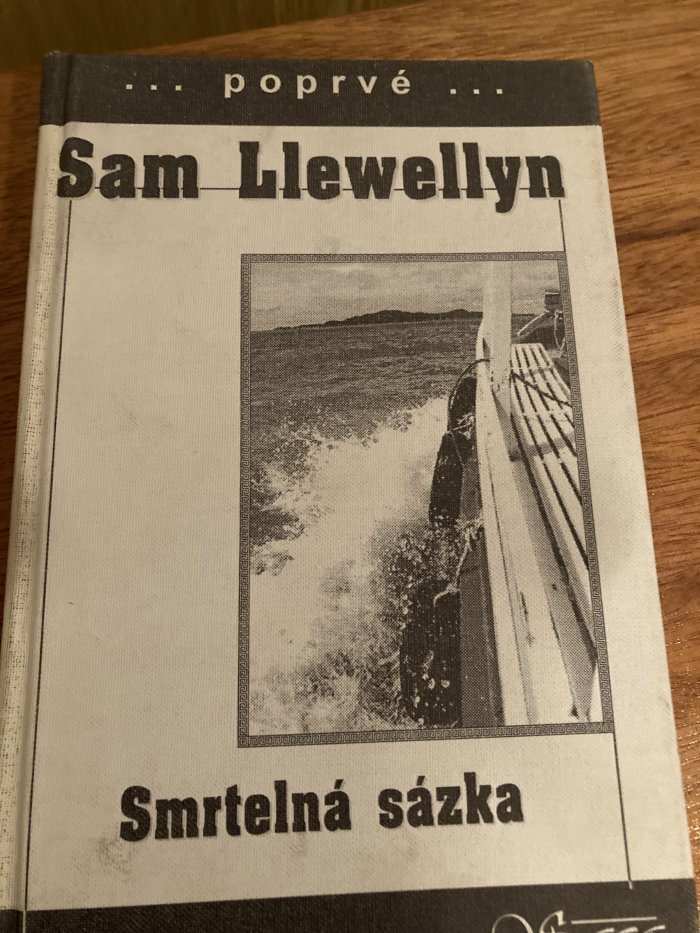 ... poprvé ...
Sam Llewellyn
Smrtelná sázka